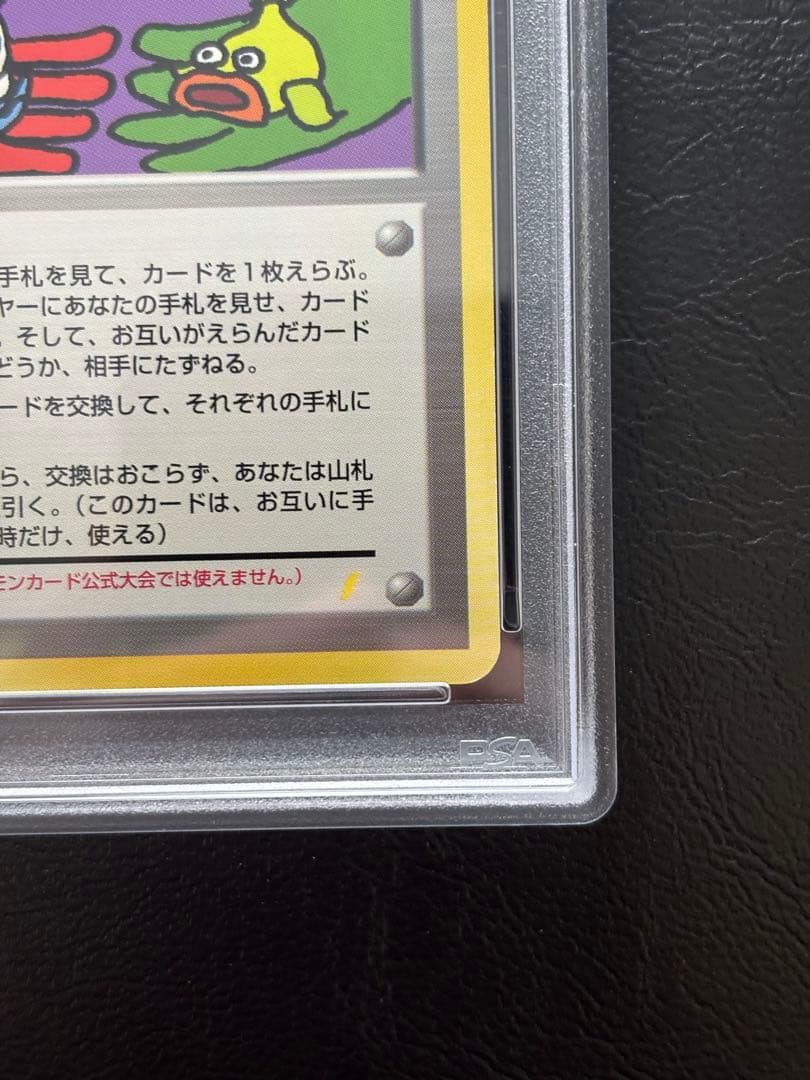 手札を見て、カードを1枚えらぶ。
ヤーにあなたの手札を見せ、カード
。そして、お互いがえらんだカード
どうか、相手にたずねる。
ードを交換して、それぞれの手札に
ら、交換はおこらず、あなたは山札
引く。(このカードは、お互いに手
時だけ、使える)
モンカード公式大会では使えません。)
PSA